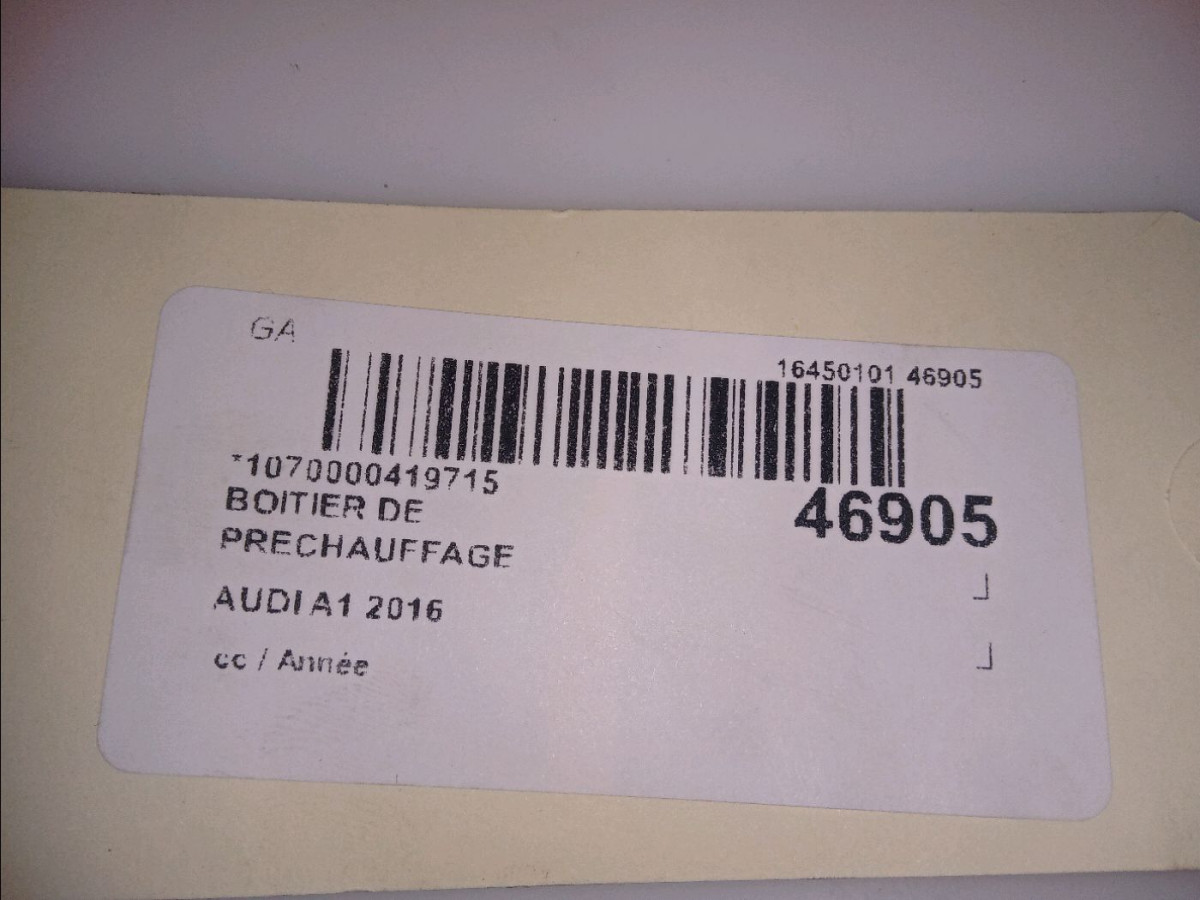 GA
16450101 46905
*1070000419715
46905
BOITIER DE
PRECHAUFFAGE
AUDI A1 2016
cc / Année